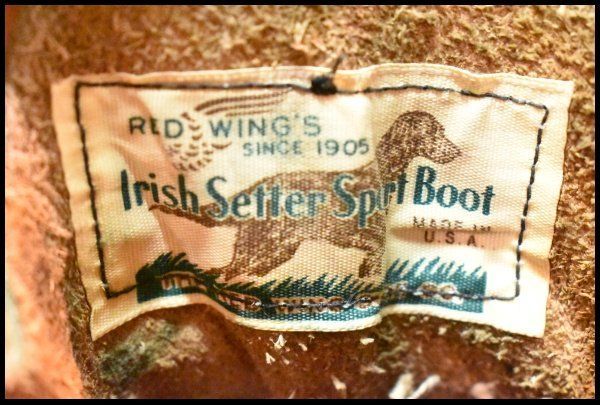 RED WING'S
SINCE 1905
Irish Setter Sport Boot
MADE IN
U.S.A.